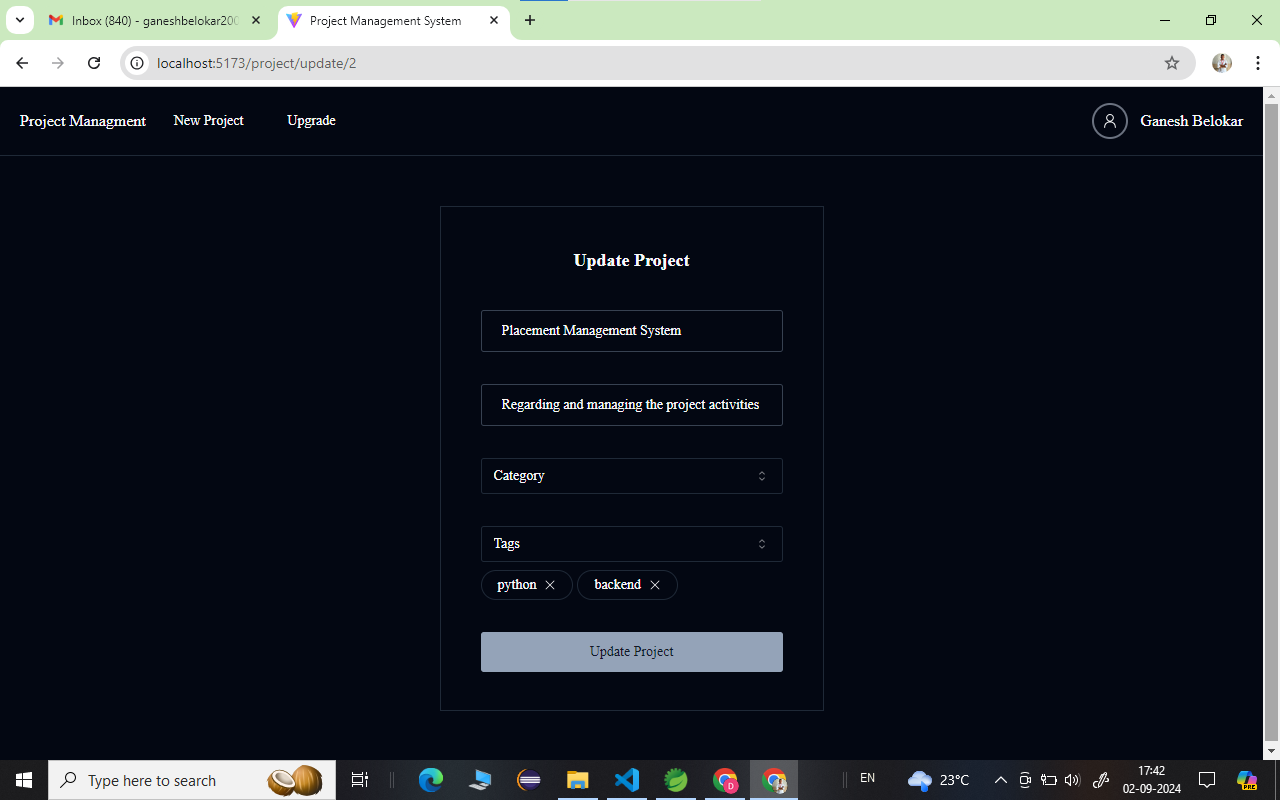 Inbox (840) - ganeshbelokar200
Project Management System
localhost:5173/project/update/2
Project Managment
New Project
Upgrade
Ganesh Belokar
Update Project
Placement Management System
Regarding and managing the project activities
Category
Tags
python
backend
Update Project
Type here to search
D
EN
23°C
17:42
02-09-2024
PRE